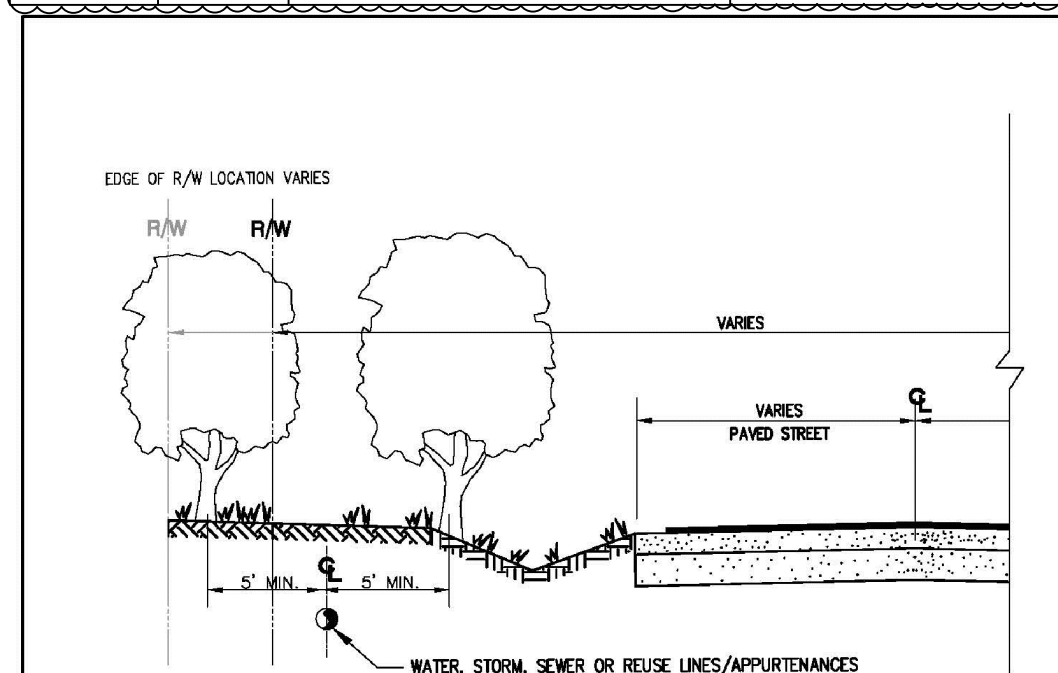 EDGE OF R/W LOCATION VARIES
R/W R/W
VARIES
CL
VARIES
PAVED STREET
CL
5' MIN. 5' MIN.
WATER, STORM, SEWER OR REUSE LINES/APPURTENANCES